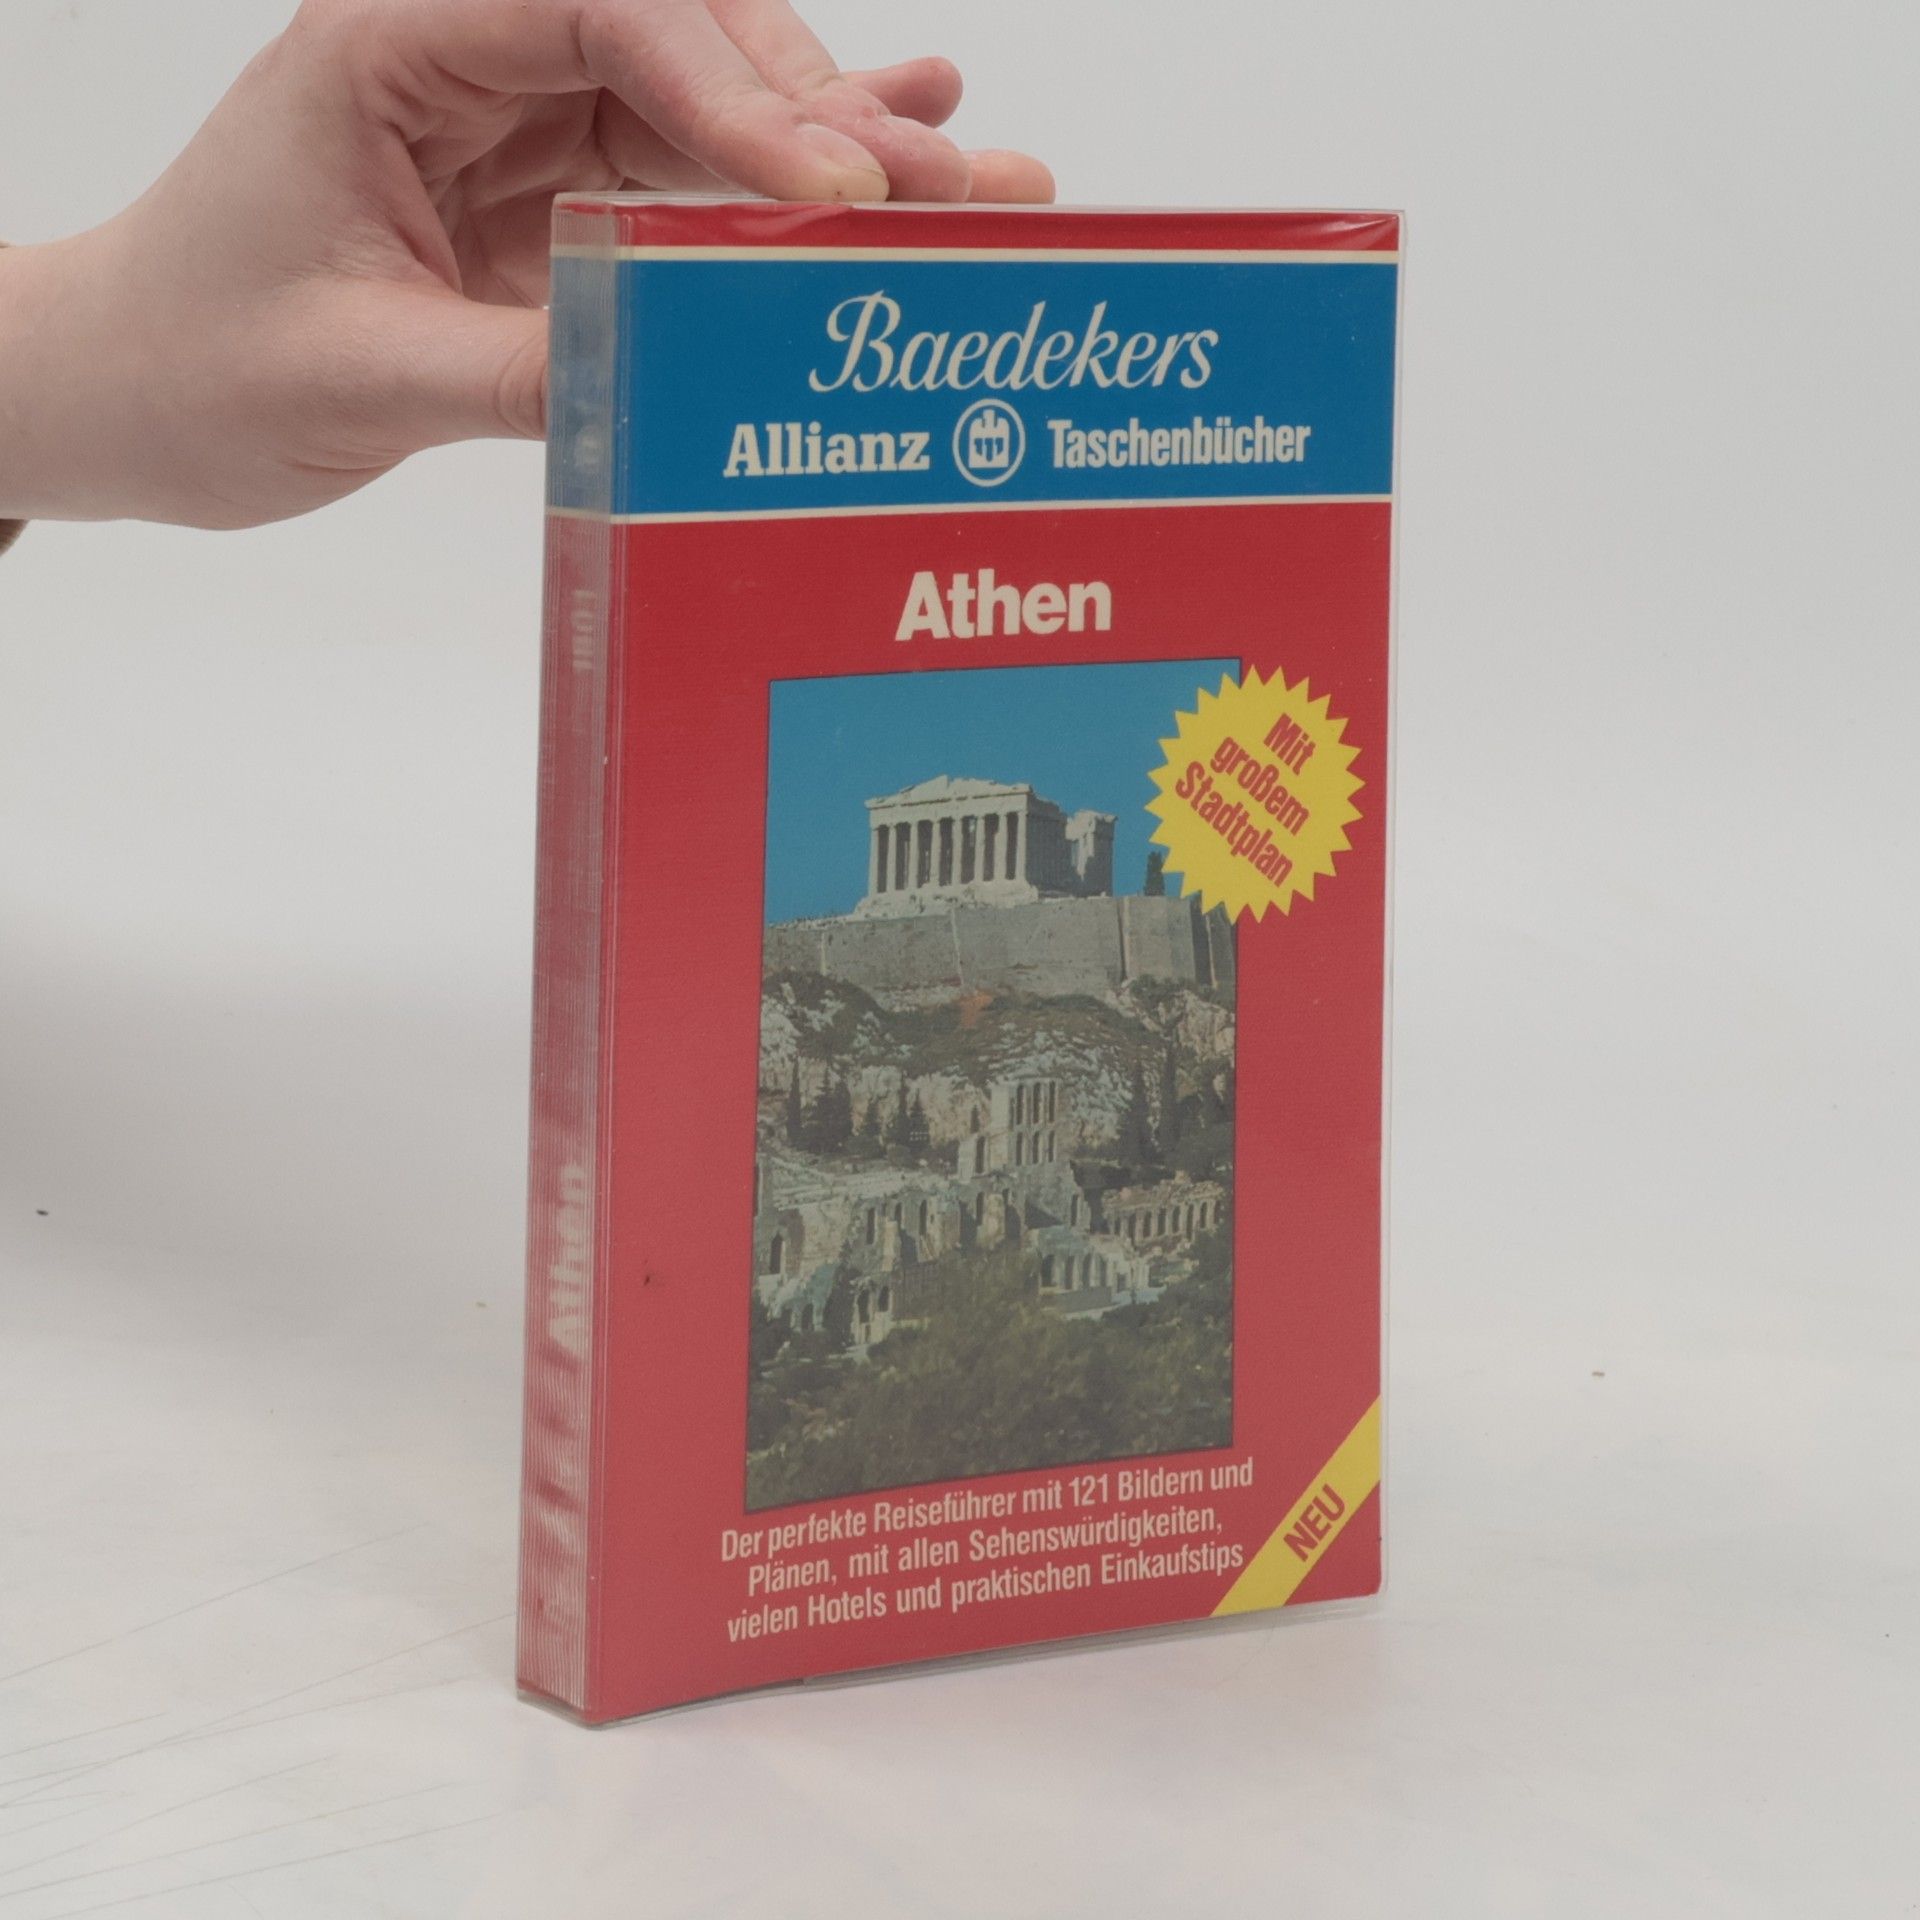 Baedekers
Allianz Taschenbücher
Athen
Mit
großem
Stadtplan
Der perfekte Reiseführer mit 121 Bildern und
Plänen, mit allen Sehenswürdigkeiten,
vielen Hotels und praktischen Einkaufstips
NEU
Athen